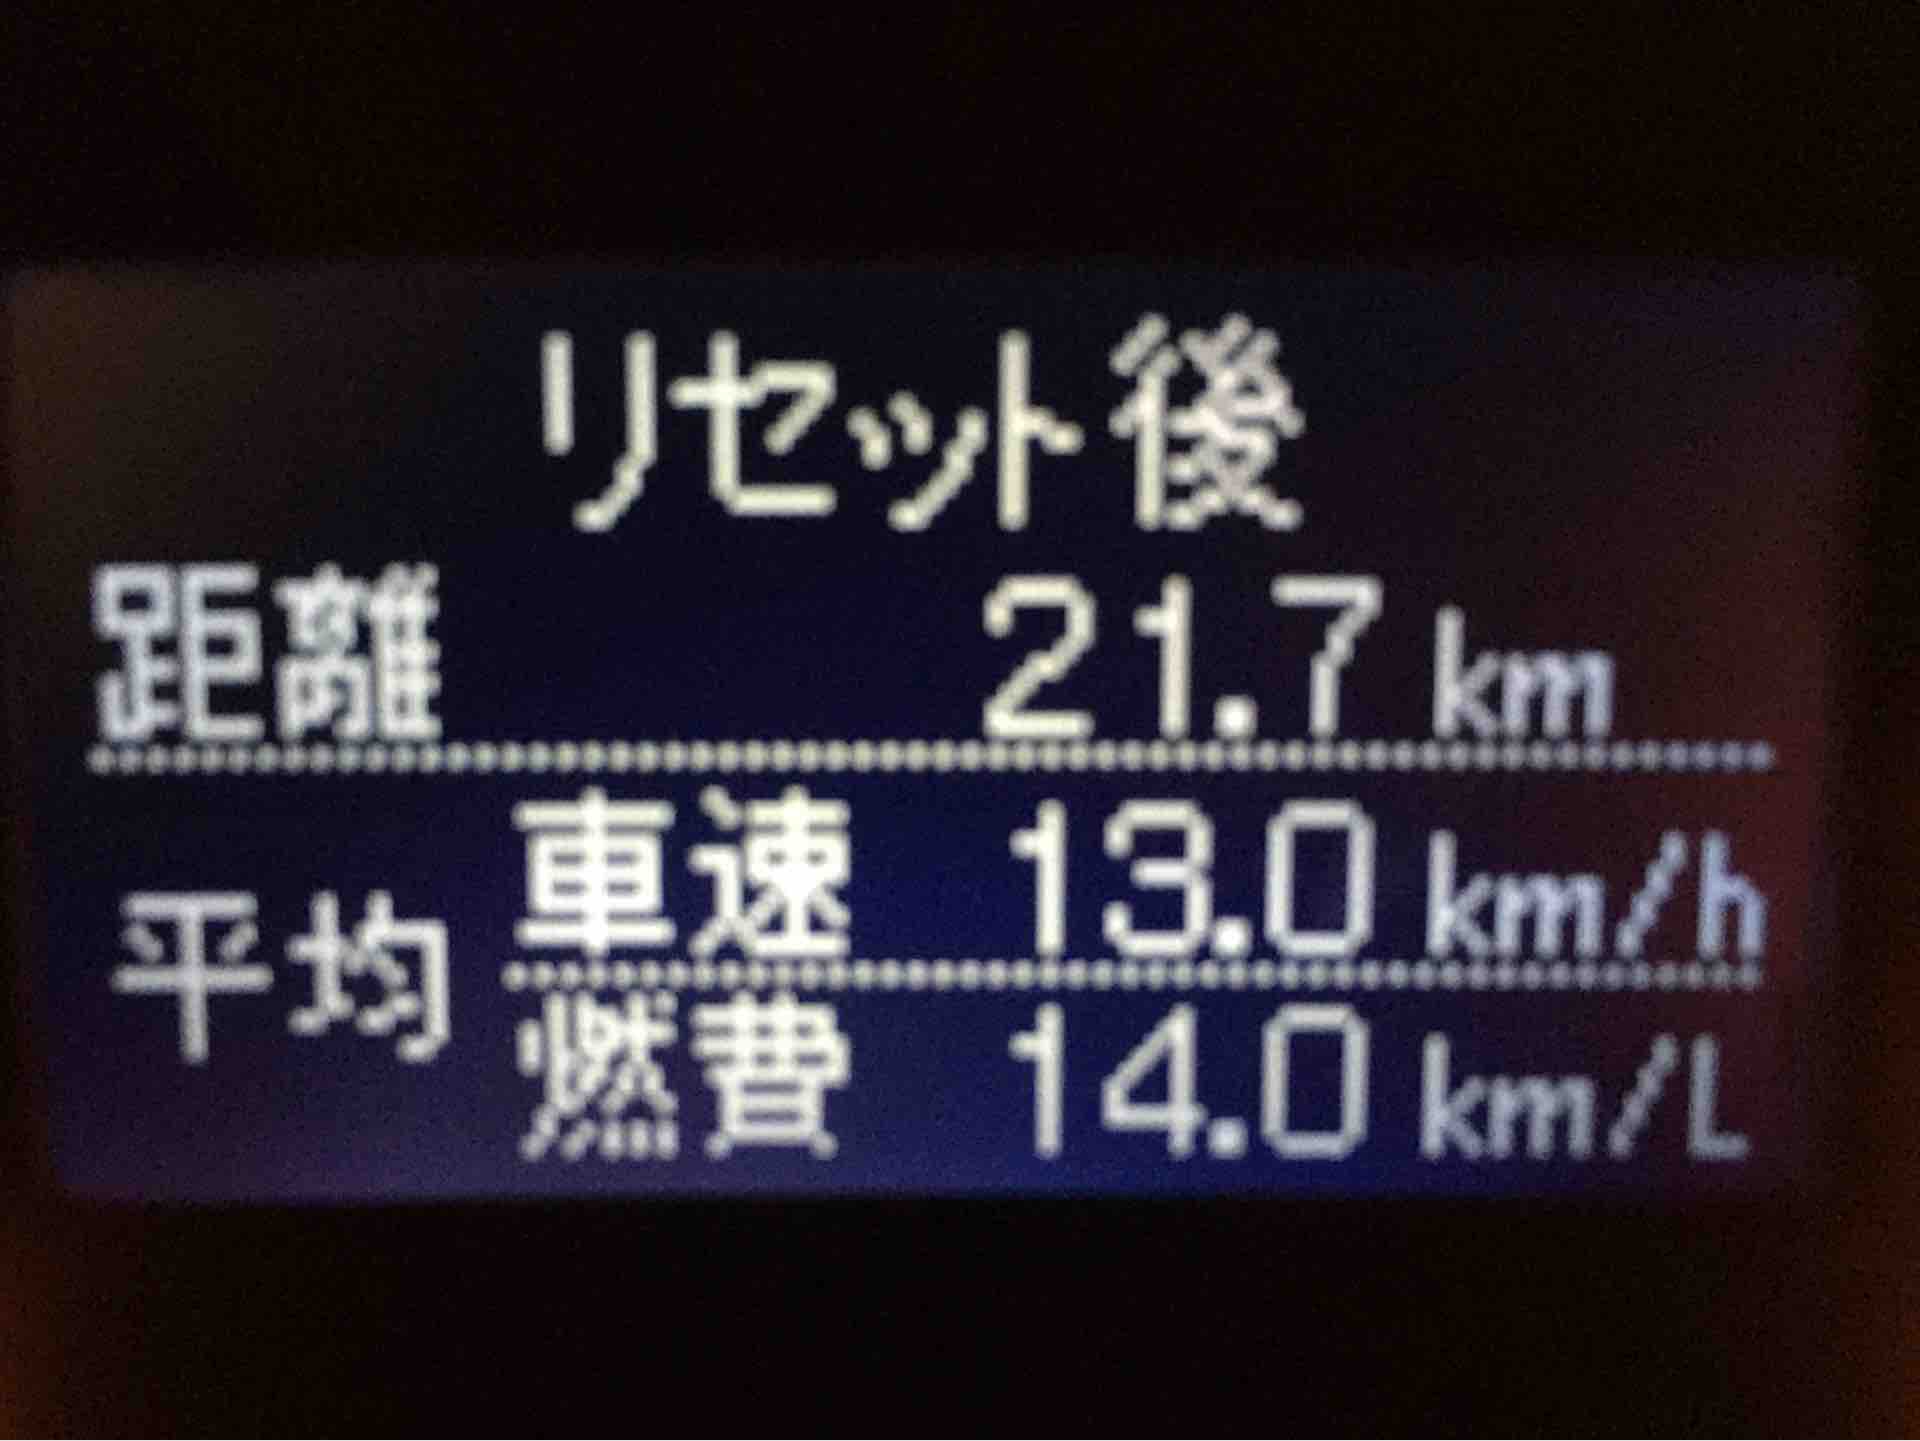 リセット後
距離 21.7 km
平均 車速 13.0 km/h
燃費 14.0 km/L